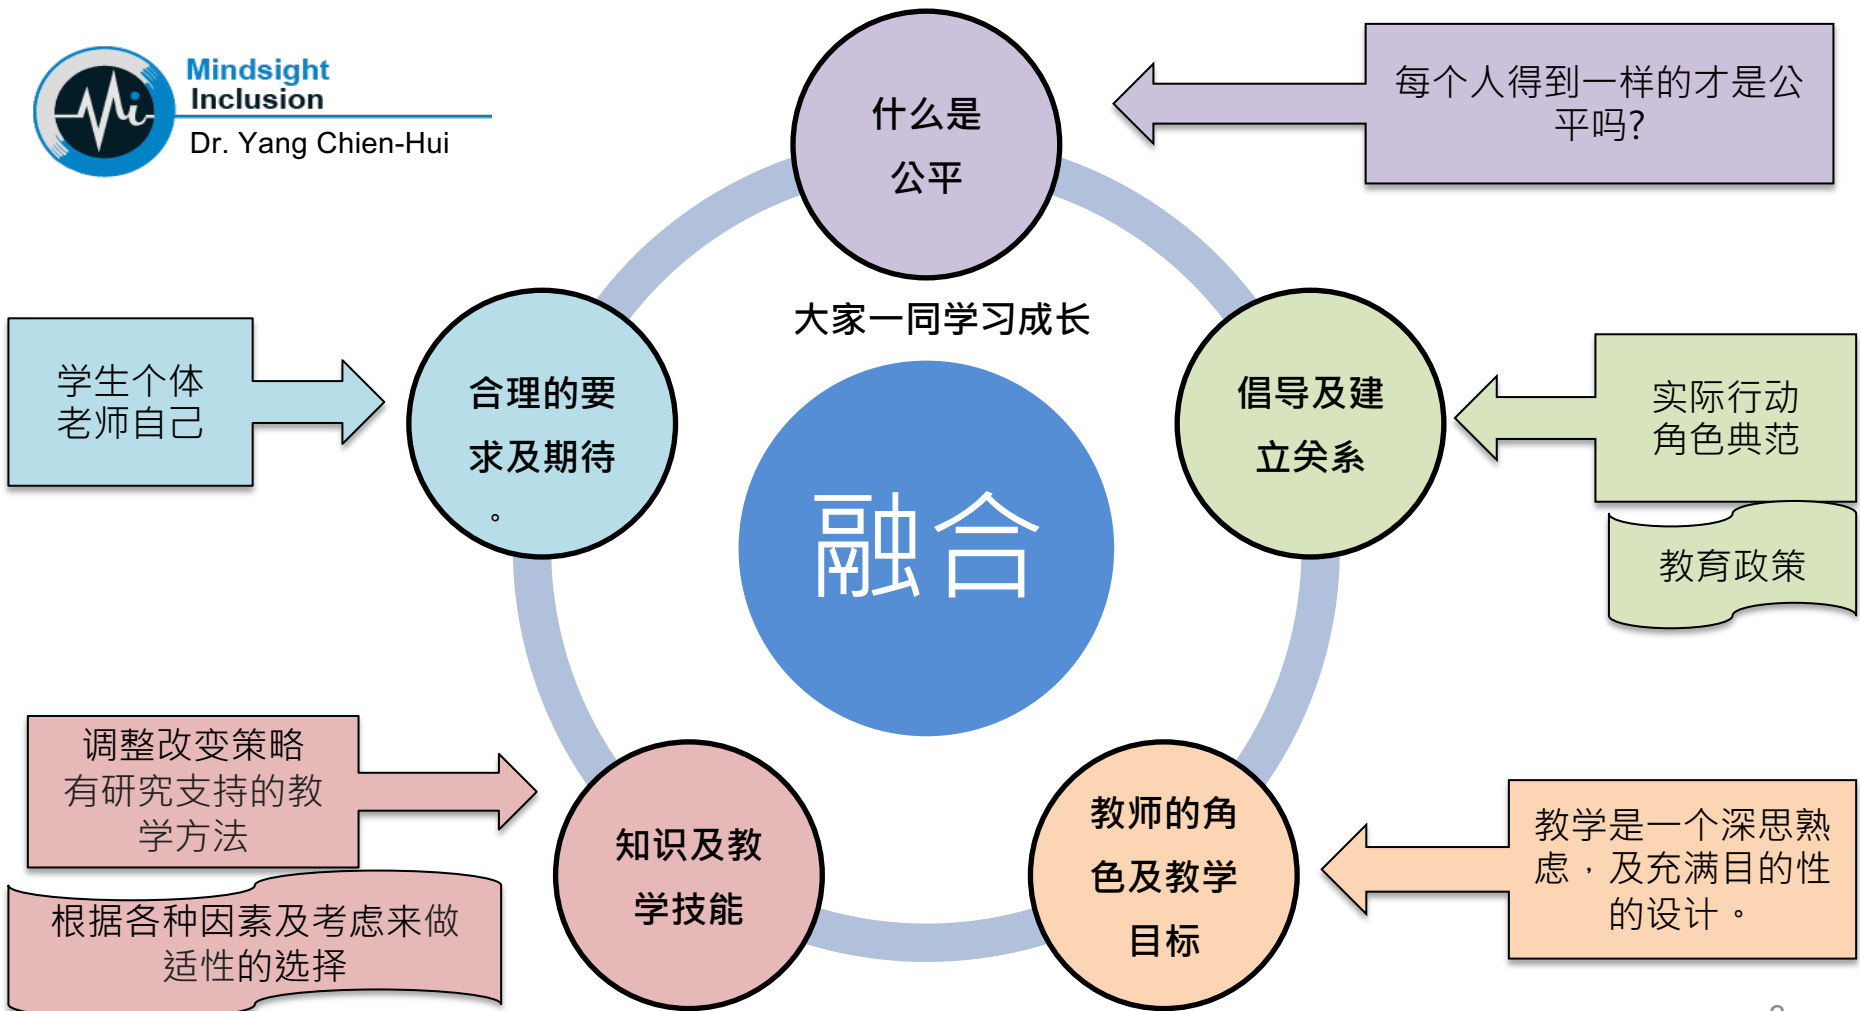 Mindsight
Inclusion
Dr. Yang Chien-Hui
什么是
公平
每个人得到一样的才是公
平吗?
大家一同学习成长
融合
学生个体
老师自己
合理的要
求及期待
。
倡导及建
立关系
实际行动
角色典范
教育政策
调整改变策略
有研究支持的教
学方法
根据各种因素及考虑来做
适性的选择
知识及教
学技能
教师的角
色及教学
目标
教学是一个深思熟
虑，及充满目的性
的设计。